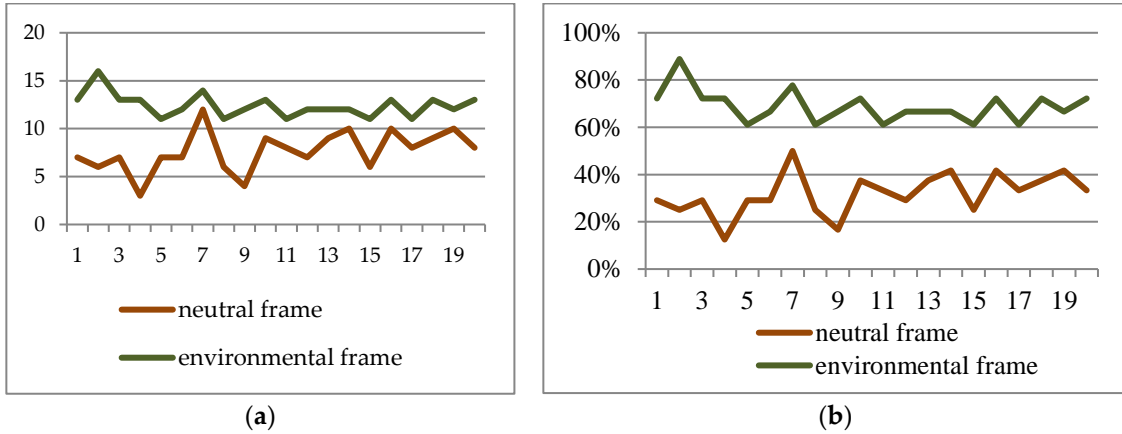 20
15
10
5
0
1 3 5 7 9 11 13 15 17 19
neutral frame
environmental frame
(a)
100%
80%
60%
40%
20%
0%
1 3 5 7 9 11 13 15 17 19
neutral frame
environmental frame
(b)